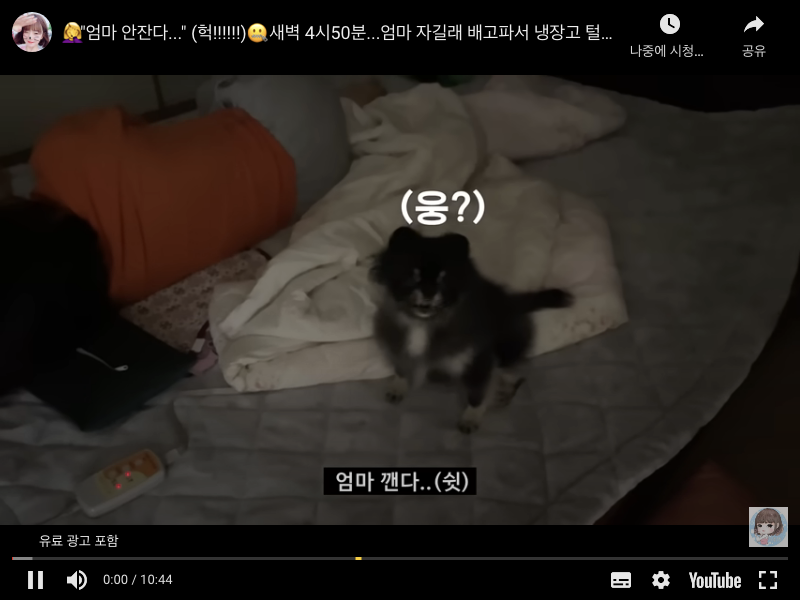 🤦‍♀️"엄마 안잔다..." (헉!!!!!!)🤐새벽 4시50분...엄마 자길래 배고파서 냉장고 털...
나중에 시청...
공유
(웅?)
엄마 깬다..(쉿)
유료 광고 포함
0:00 / 10:44
YouTube